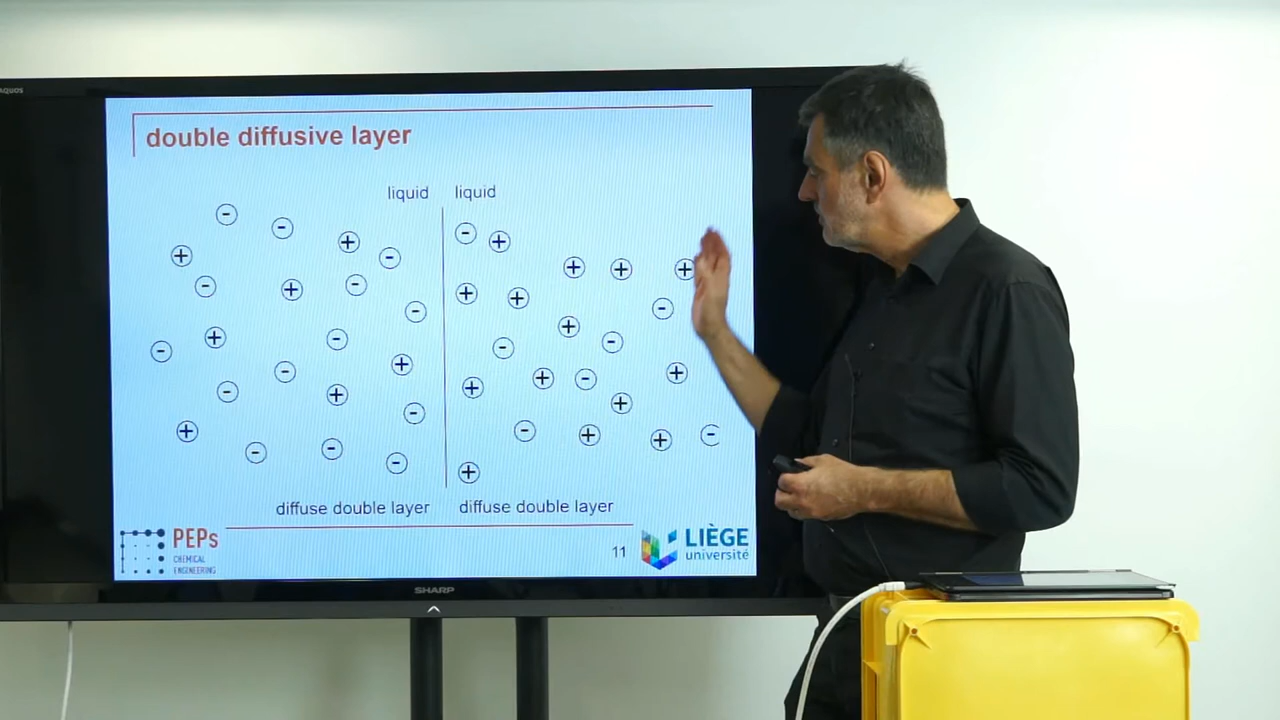 AQUOS
double diffusive layer
liquid liquid
diffuse double layer diffuse double layer
PEPs
CHEMICAL
ENGINEERING
11
LIÈGE
université
SHARP